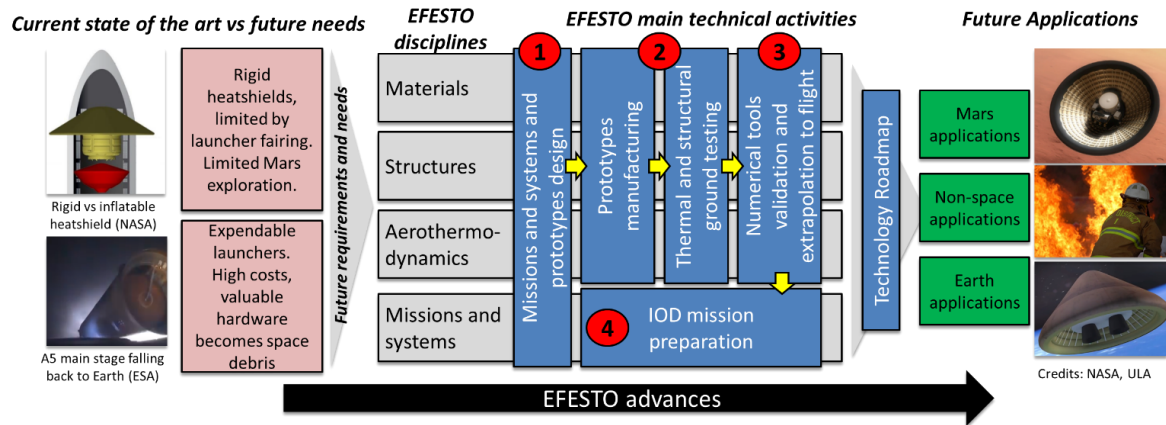 Current state of the art vs future needs
Rigid vs inflatable
heatshield (NASA)
A5 main stage falling
back to Earth (ESA)
Rigid
heatshields,
limited by
launcher fairing.
Limited Mars
exploration.
Expendable
launchers.
High costs,
valuable
hardware
becomes space
debris
Future requirements and needs
EFESTO
disciplines
Materials
Structures
Aerothermo-
dynamics
Missions and
systems
EFESTO main technical activities
1
Missions and systems and
prototypes design
2
Prototypes
manufacturing
Thermal and structural
ground testing
3
Numerical tools
validation and
extrapolation to flight
4
IOD mission
preparation
Technology Roadmap
Future Applications
Mars
applications
Non-space
applications
Earth
applications
Credits: NASA, ULA
EFESTO advances